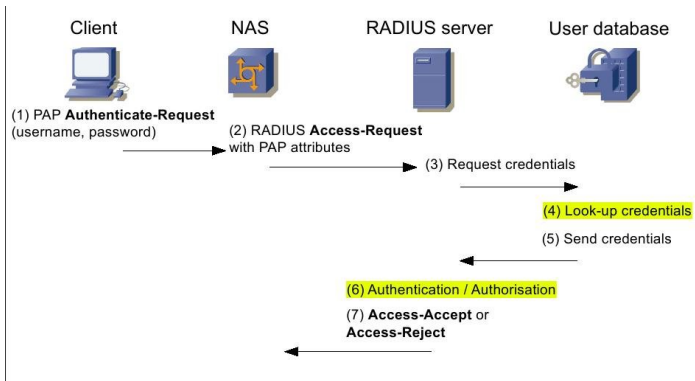 Client
NAS
RADIUS server
User database
(1) PAP Authenticate-Request
(username, password)
(2) RADIUS Access-Request
with PAP attributes
(3) Request credentials
(4) Look-up credentials
(5) Send credentials
(6) Authentication / Authorisation
(7) Access-Accept or
Access-Reject